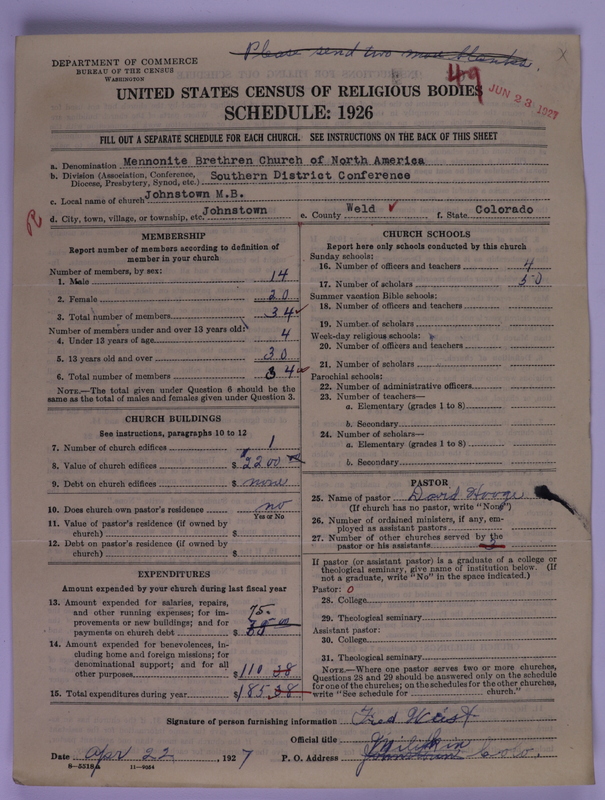 Please send two more blanks.
DEPARTMENT OF COMMERCE
BUREAU OF THE CENSUS
WASHINGTON
49
JUN 23 1927
UNITED STATES CENSUS OF RELIGIOUS BODIES
SCHEDULE: 1926
FILL OUT A SEPARATE SCHEDULE FOR EACH CHURCH. SEE INSTRUCTIONS ON THE BACK OF THIS SHEET
a. Denomination Mennonite Brethren Church of North America
b. Division (Association, Conference, Diocese, Presbytery, Synod, etc.) Southern District Conference
c. Local name of church Johnstown M.B.
d. City, town, village, or township, etc. Johnstown e. County Weld f. State Colorado
MEMBERSHIP
Report number of members according to definition of
member in your church
Number of members, by sex:
1. Male 14
2. Female 20
3. Total number of members 34
Number of members under and over 13 years old:
4. Under 13 years of age 4
5. 13 years old and over 30
6. Total number of members 34
NOTE.—The total given under Question 6 should be the
same as the total of males and females given under Question 3.
CHURCH BUILDINGS
See instructions, paragraphs 10 to 12
7. Number of church edifices 1
8. Value of church edifices $ 2200
9. Debt on church edifices $ none
10. Does church own pastor's residence no
Yes or No
11. Value of pastor's residence (if owned by
church) $
12. Debt on pastor's residence (if owned by
church) $
EXPENDITURES
Amount expended by your church during last fiscal year
13. Amount expended for salaries, repairs,
and other running expenses; for im-
provements or new buildings; and for
payments on church debt $ 75.
14. Amount expended for benevolences, in-
cluding home and foreign missions; for
denominational support; and for all
other purposes $ 110 38
15. Total expenditures during year $ 185 38
CHURCH SCHOOLS
Report here only schools conducted by this church
Sunday schools:
16. Number of officers and teachers 4
17. Number of scholars 50
Summer vacation Bible schools:
18. Number of officers and teachers
19. Number of scholars
Week-day religious schools:
20. Number of officers and teachers
21. Number of scholars
Parochial schools:
22. Number of administrative officers
23. Number of teachers—
a. Elementary (grades 1 to 8)
b. Secondary
24. Number of scholars—
a. Elementary (grades 1 to 8)
b. Secondary
PASTOR
25. Name of pastor David Hooge
(If church has no pastor, write "None")
26. Number of ordained ministers, if any, em-
ployed as assistant pastors
27. Number of other churches served by the
pastor or his assistants
If pastor (or assistant pastor) is a graduate of a college or
theological seminary, give name of institution below. (If
not a graduate, write "No" in the space indicated.)
Pastor: 0
28. College
29. Theological seminary
Assistant pastor:
30. College
31. Theological seminary
NOTE.—Where one pastor serves two or more churches,
Questions 28 and 29 should be answered only on the schedule
for one of the churches; on the schedules for the other churches,
write "See schedule for church."
Signature of person furnishing information Fred
Official title
Date Apr 22, 1927 P. O. Address Johnstown Colo.
8-5518a 11-9024